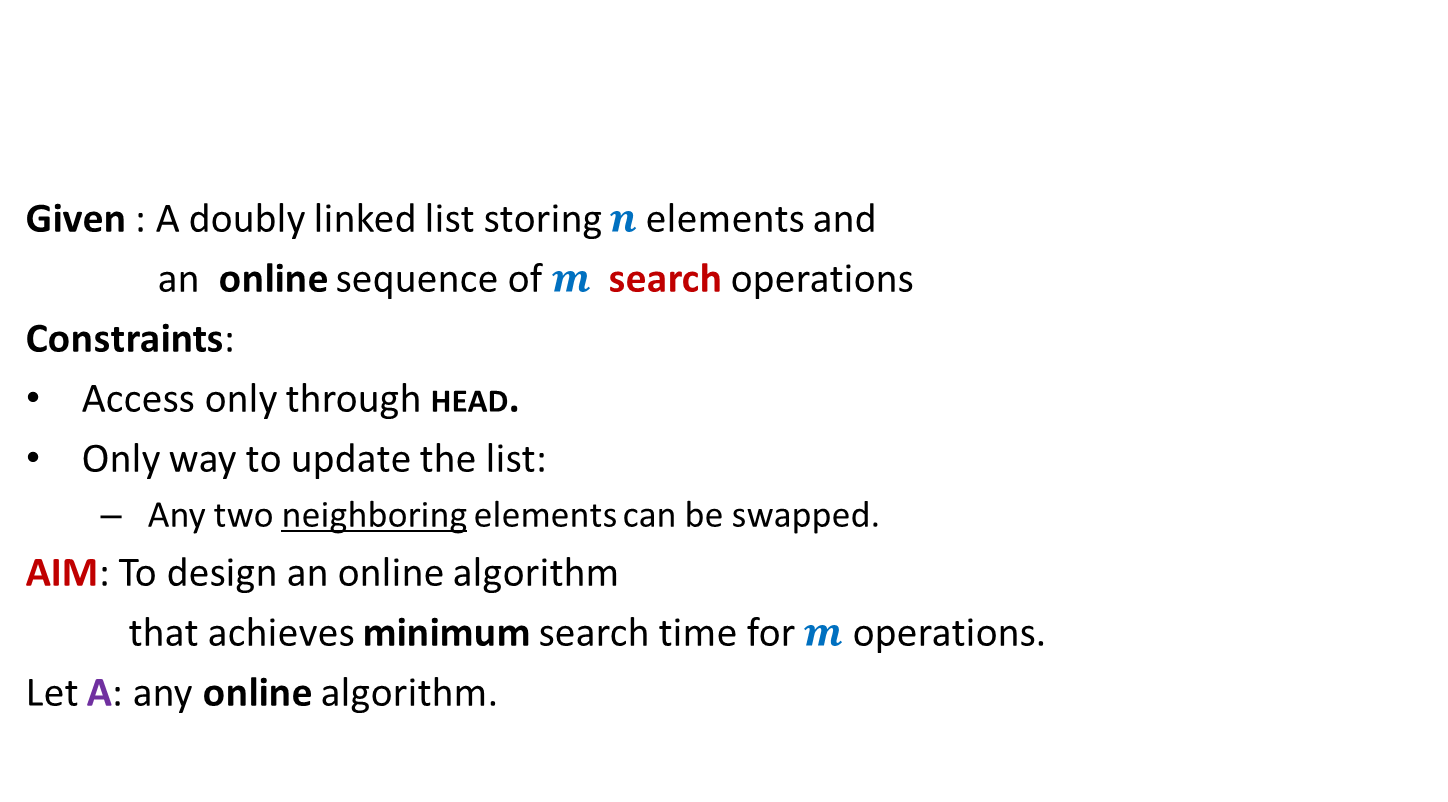 Given : A doubly linked list storing n elements and
an online sequence of m search operations
Constraints:
• Access only through HEAD.
• Only way to update the list:
– Any two neighboring elements can be swapped.
AIM: To design an online algorithm
that achieves minimum search time for m operations.
Let A: any online algorithm.